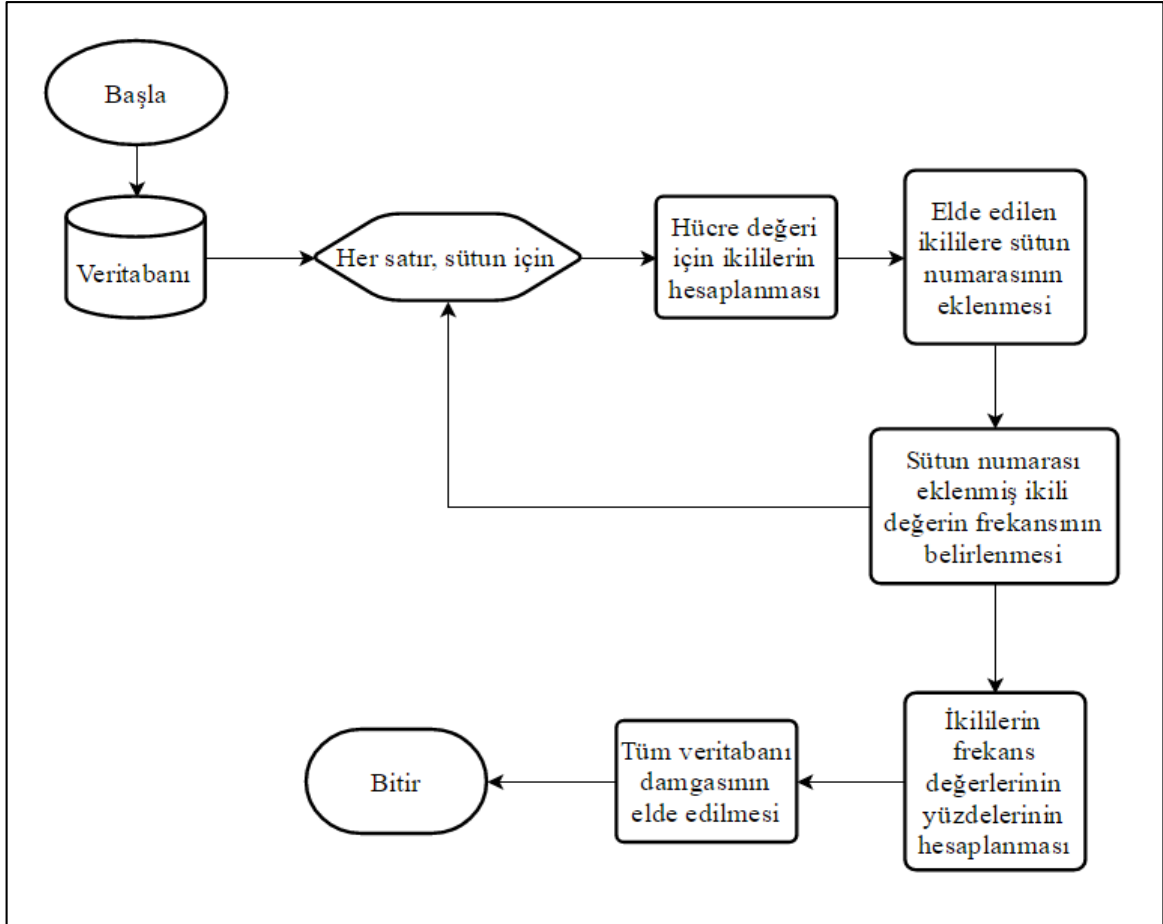 Başla
Veritabanı
Her satır, sütun için
Hücre değeri
için ikililerin
hesaplanması
Elde edilen
ikililere sütun
numarasının
eklenmesi
Sütun numarası
eklenmiş ikili
değerin frekansının
belirlenmesi
İkililerin
frekans
değerlerinin
yüzdelerinin
hesaplanması
Tüm veritabanı
damgasının
elde edilmesi
Bitir